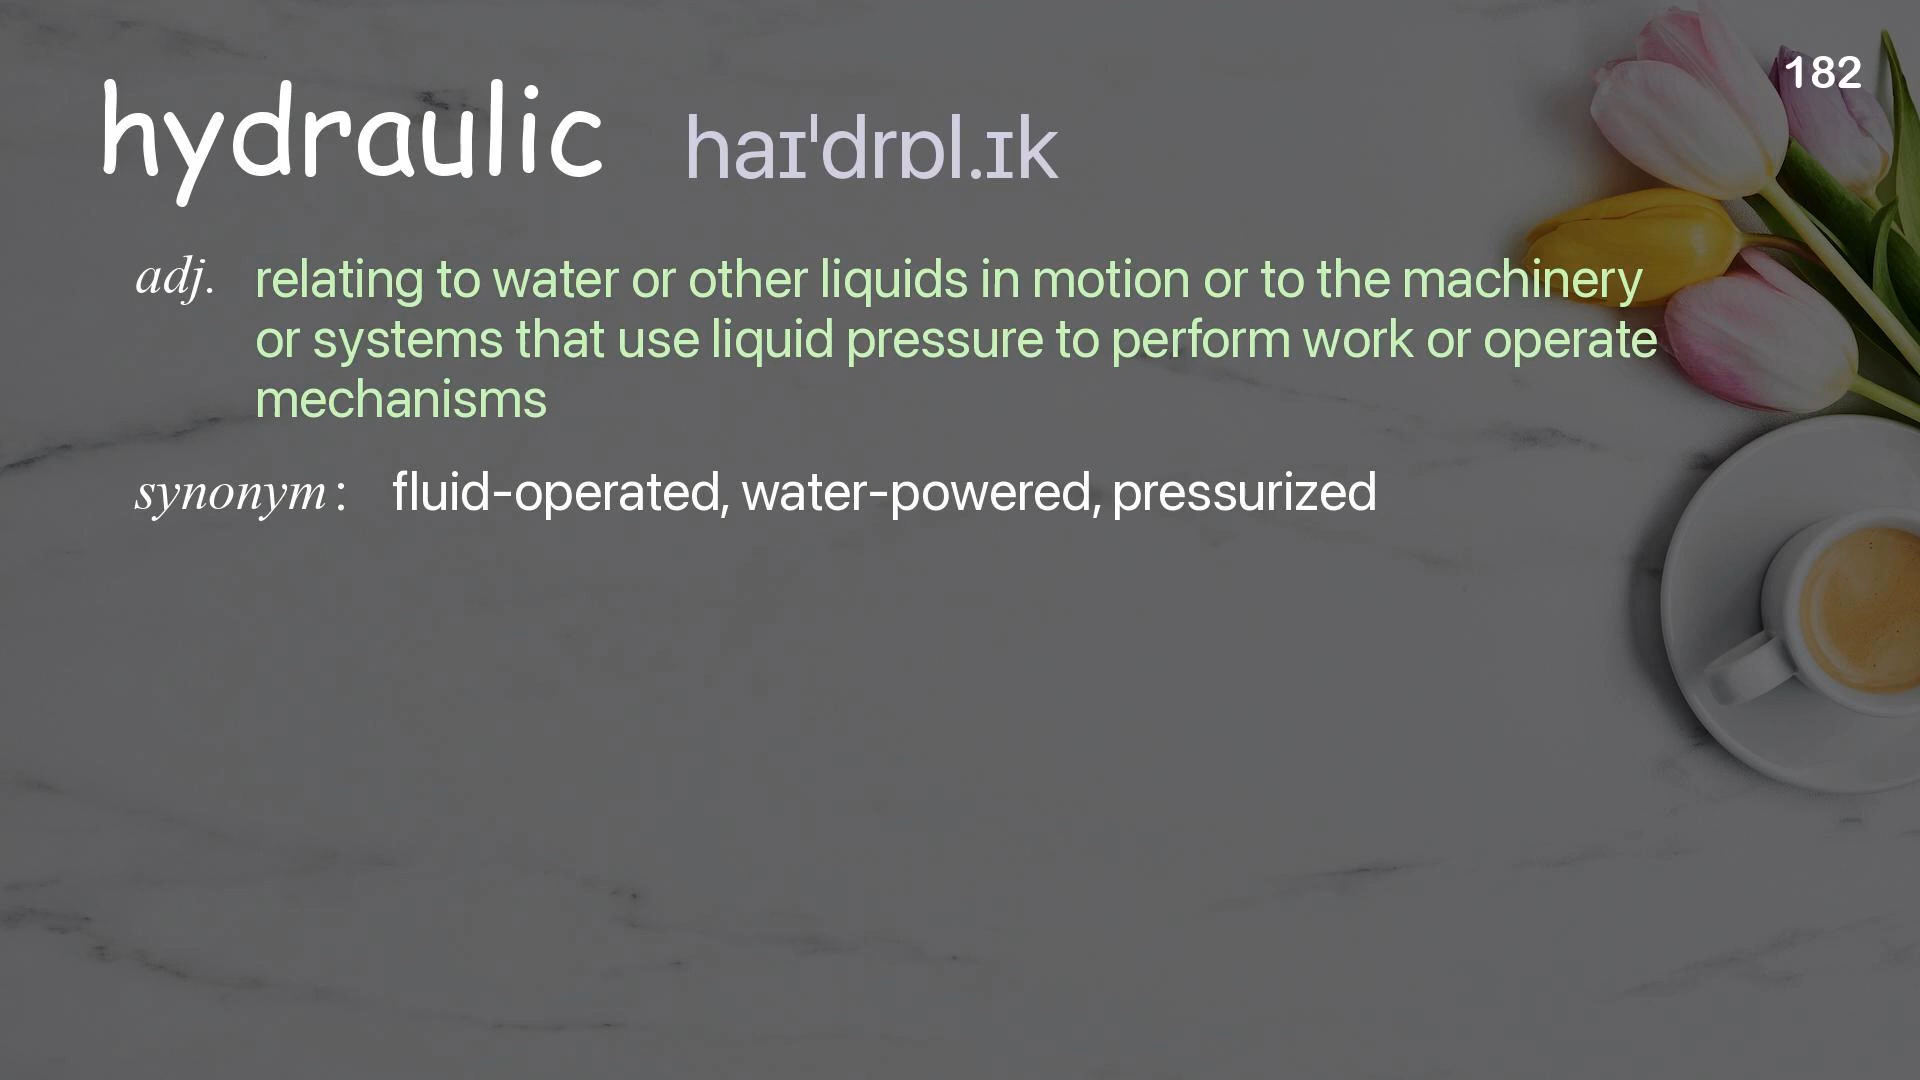 182
hydraulic haɪˈdrɒl.ɪk
adj. relating to water or other liquids in motion or to the machinery
or systems that use liquid pressure to perform work or operate
mechanisms
synonym : fluid-operated, water-powered, pressurized